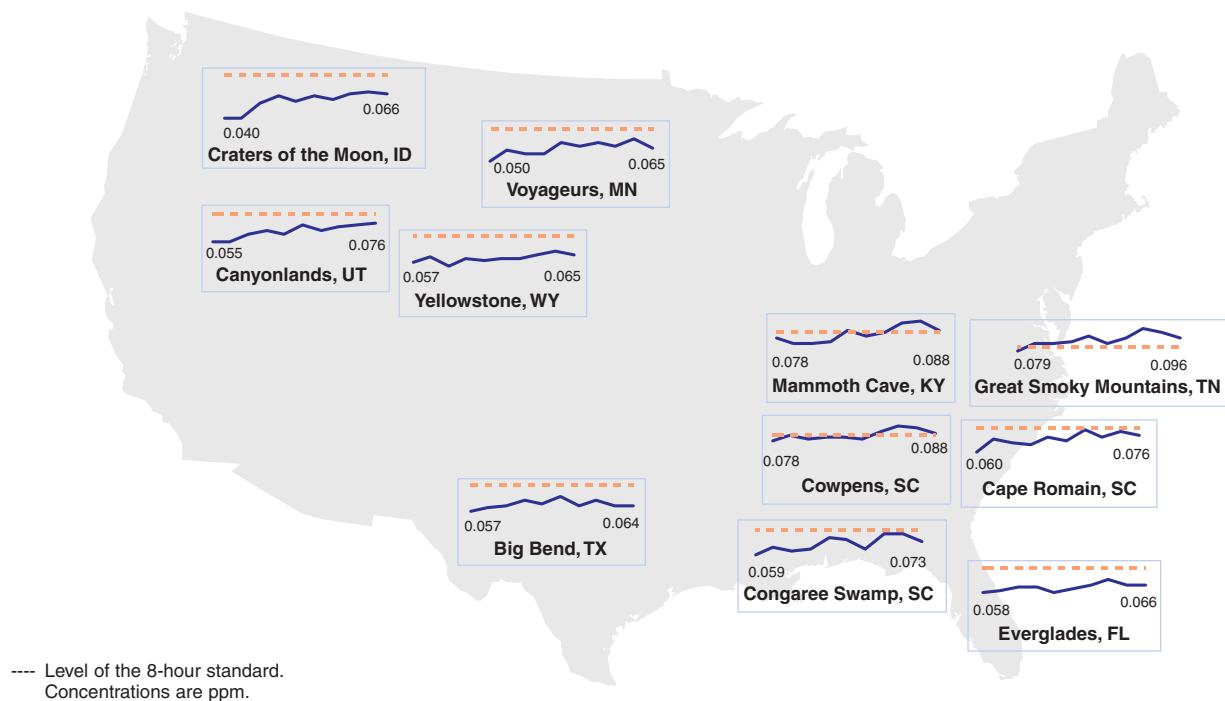 0.040
0.066
Craters of the Moon, ID
0.050
0.065
Voyageurs, MN
0.055
0.076
Canyonlands, UT
0.057
0.065
Yellowstone, WY
0.078
0.088
Mammoth Cave, KY
0.079
0.096
Great Smoky Mountains, TN
0.078
0.088
Cowpens, SC
0.060
0.076
Cape Romain, SC
0.057
0.064
Big Bend, TX
0.059
0.073
Congaree Swamp, SC
0.058
0.066
Everglades, FL
---- Level of the 8-hour standard.
Concentrations are ppm.